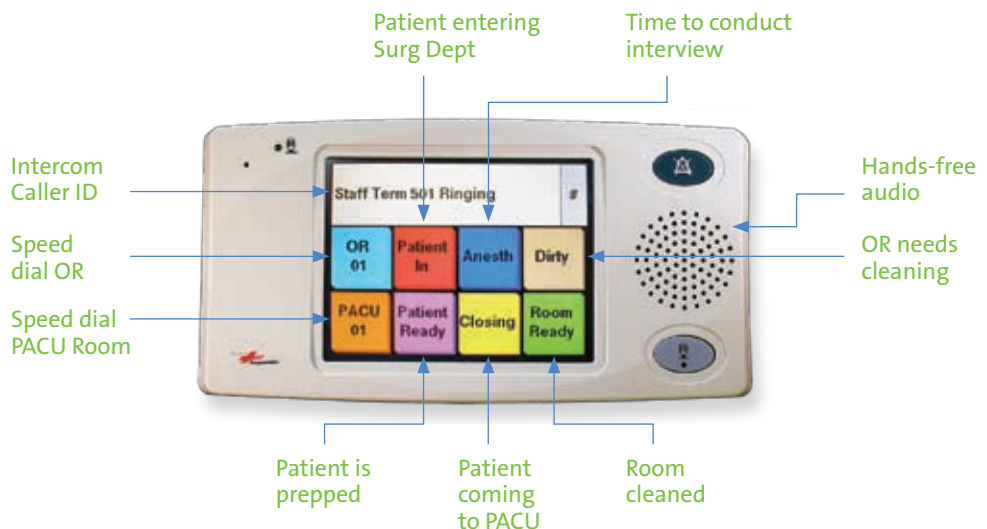 Patient entering
Surg Dept
Time to conduct
interview
Intercom
Caller ID
Staff Term 501 Ringing #
Hands-free
audio
Speed
dial OR
OR
01
Patient
In
Anesth
Dirty
OR needs
cleaning
Speed dial
PACU Room
PACU
01
Patient
Ready
Closing
Room
Ready
Patient is
prepped
Patient
coming
to PACU
Room
cleaned